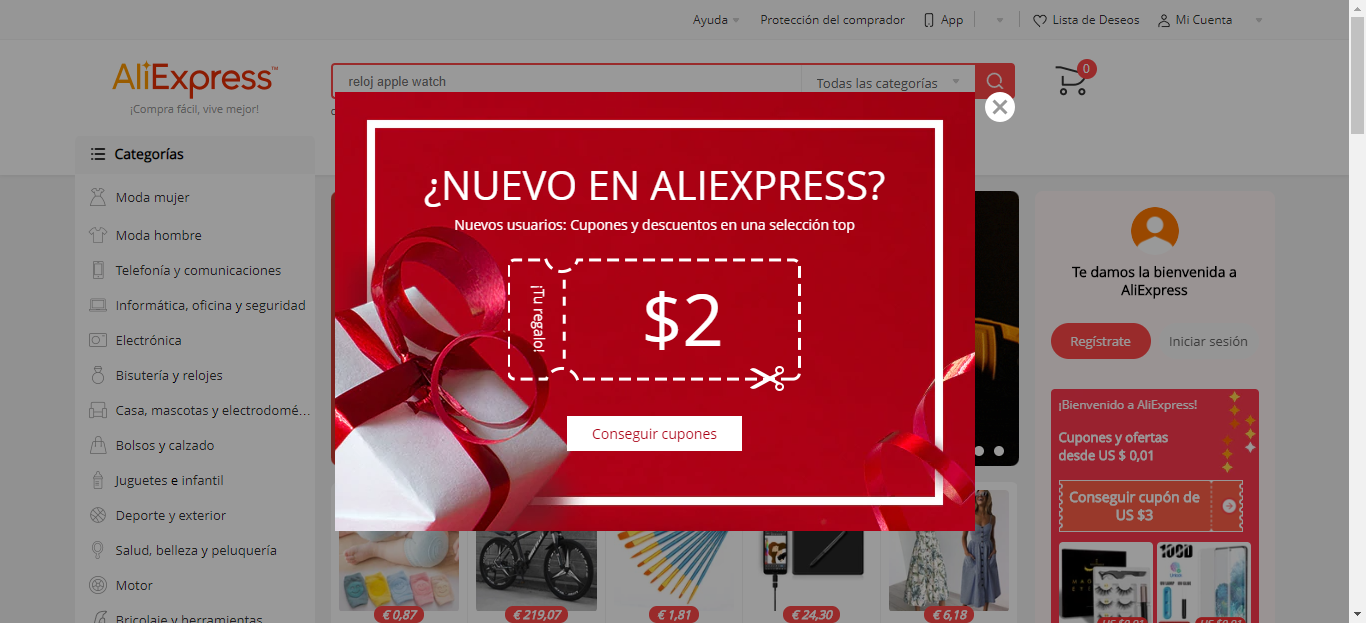 Ayuda
Protección del comprador
App
Lista de Deseos
Mi Cuenta
AliExpress™
¡Compra fácil, vive mejor!
reloj apple watch
Todas las categorías
0
Categorías
Moda mujer
Moda hombre
Telefonía y comunicaciones
Informática, oficina y seguridad
Electrónica
Bisutería y relojes
Casa, mascotas y electrodomé...
Bolsos y calzado
Juguetes e infantil
Deporte y exterior
Salud, belleza y peluquería
Motor
Bricolaje y herramientas
¿NUEVO EN ALIEXPRESS?
Nuevos usuarios: Cupones y descuentos en una selección top
¡Tu regalo!
$2
Conseguir cupones
€ 0,87
€ 219,07
€ 1,81
€ 24,30
€ 6,18
Te damos la bienvenida a
AliExpress
Regístrate
Iniciar sesión
¡Bienvenido a AliExpress!
Cupones y ofertas
desde US $ 0,01
Conseguir cupón de
US $3
US $0,01
US $0,01